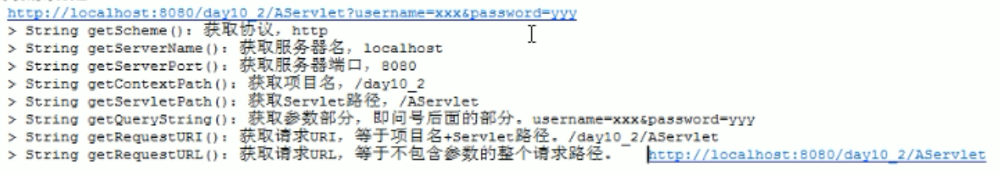 http://localhost:8080/day10_2/AServlet?username=xxx&password=yyy
> String getScheme(): 获取协议，http
> String getServerName(): 获取服务器名，localhost
> String getServerPort(): 获取服务器端口，8080
> String getContextPath(): 获取项目名，/day10_2
> String getServletPath(): 获取Servlet路径，/AServlet
> String getQueryString(): 获取参数部分，即问号后面的部分。username=xxx&password=yyy
> String getRequestURI(): 获取请求URI，等于项目名+Servlet路径。/day10_2/AServlet
> String getRequestURL(): 获取请求URL，等于不包含参数的整个请求路径。 http://localhost:8080/day10_2/AServlet